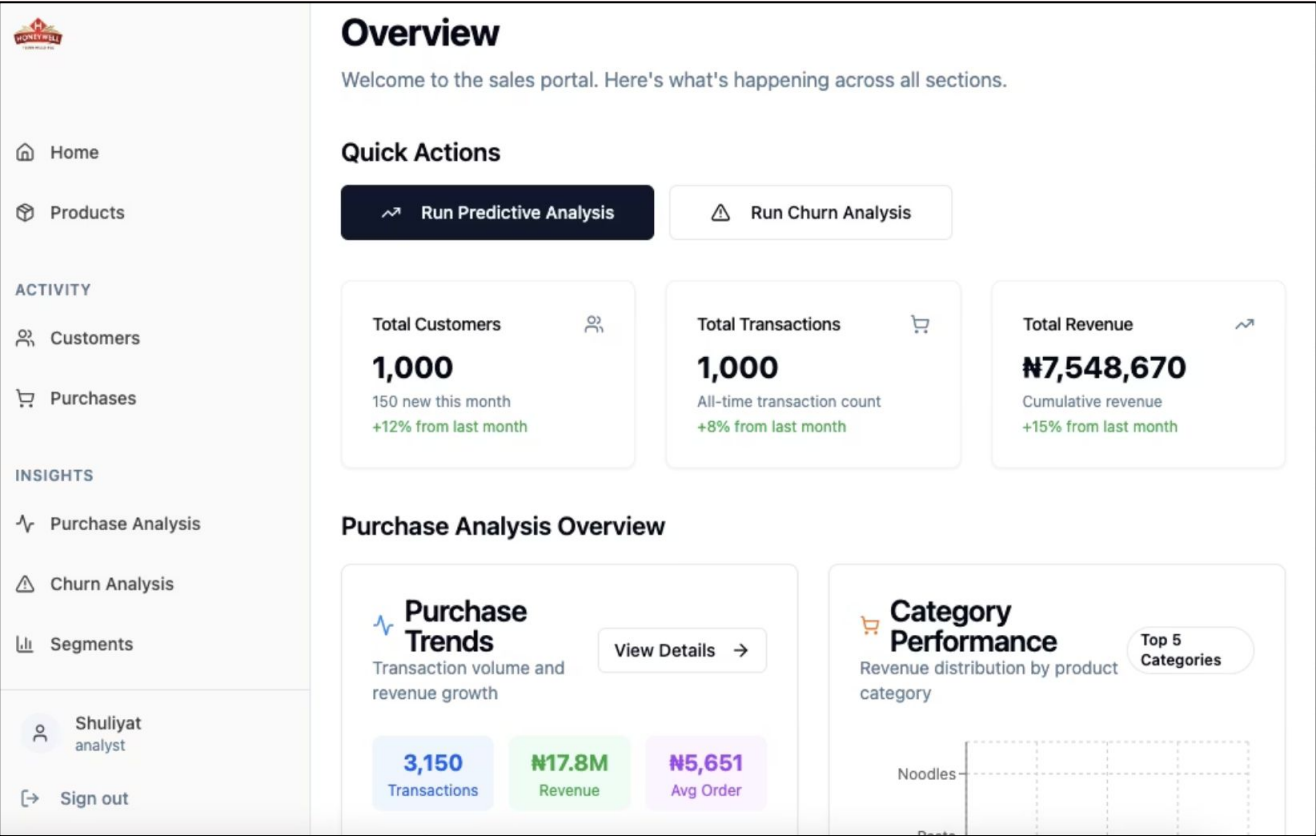 HONEYWELL
Home
Products
ACTIVITY
Customers
Purchases
INSIGHTS
Purchase Analysis
Churn Analysis
Segments
Shuliyat
analyst
Sign out
Overview
Welcome to the sales portal. Here's what's happening across all sections.
Quick Actions
Run Predictive Analysis
Run Churn Analysis
Total Customers
1,000
150 new this month
+12% from last month
Total Transactions
1,000
All-time transaction count
+8% from last month
Total Revenue
₦7,548,670
Cumulative revenue
+15% from last month
Purchase Analysis Overview
Purchase
Trends
Transaction volume and
revenue growth
View Details
3,150
Transactions
₦17.8M
Revenue
₦5,651
Avg Order
Category
Performance
Revenue distribution by product
category
Top 5
Categories
Noodles